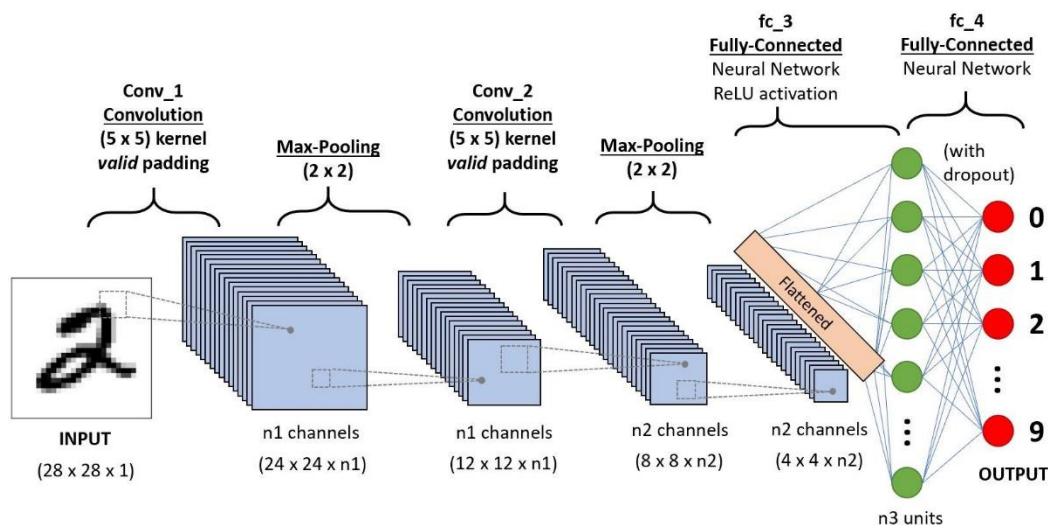 Conv_1
Convolution
(5 x 5) kernel
valid padding
Max-Pooling
(2 x 2)
Conv_2
Convolution
(5 x 5) kernel
valid padding
Max-Pooling
(2 x 2)
fc_3
Fully-Connected
Neural Network
ReLU activation
fc_4
Fully-Connected
Neural Network
(with
dropout)
Flattened
0
1
2
9
OUTPUT
2
INPUT
(28 x 28 x 1)
n1 channels
(24 x 24 x n1)
n1 channels
(12 x 12 x n1)
n2 channels
(8 x 8 x n2)
n2 channels
(4 x 4 x n2)
n3 units